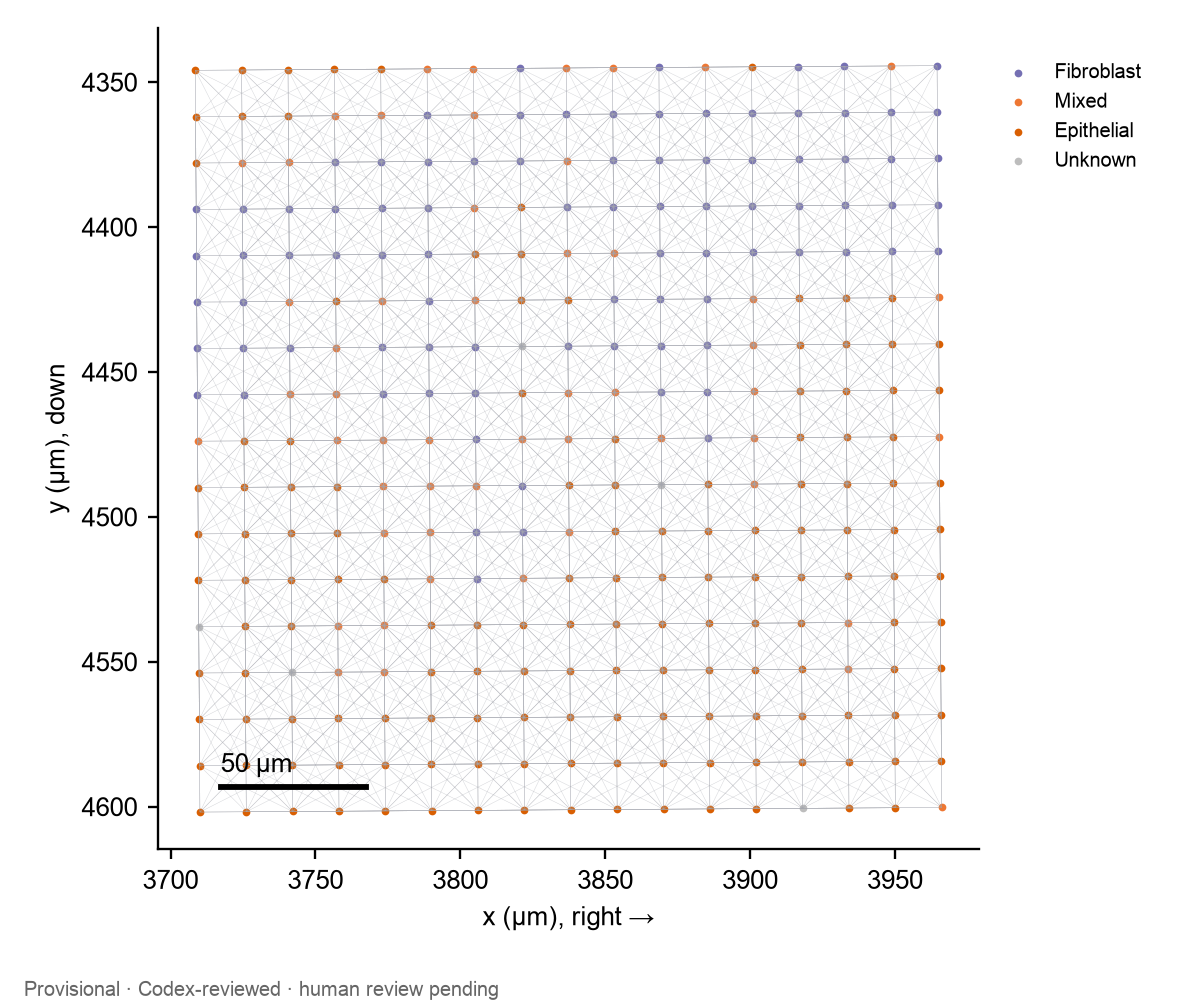 4350
4400
4450
4500
4550
4600
y (µm), down
50 µm
3700
3750
3800
3850
3900
3950
x (µm), right →
Fibroblast
Mixed
Epithelial
Unknown
Provisional · Codex-reviewed · human review pending